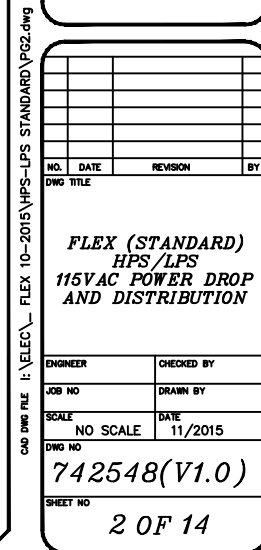 CAD DWG FILE I:\ELEC\_ FLEX 10-2015\HPS-LPS STANDARD\PG2.dwg
NO. DATE REVISION BY
DWG TITLE
FLEX (STANDARD)
HPS/LPS
115VAC POWER DROP
AND DISTRIBUTION
ENGINEER CHECKED BY
JOB NO DRAWN BY
SCALE DATE
NO SCALE 11/2015
DWG NO
742548(V1.0)
SHEET NO
2 OF 14